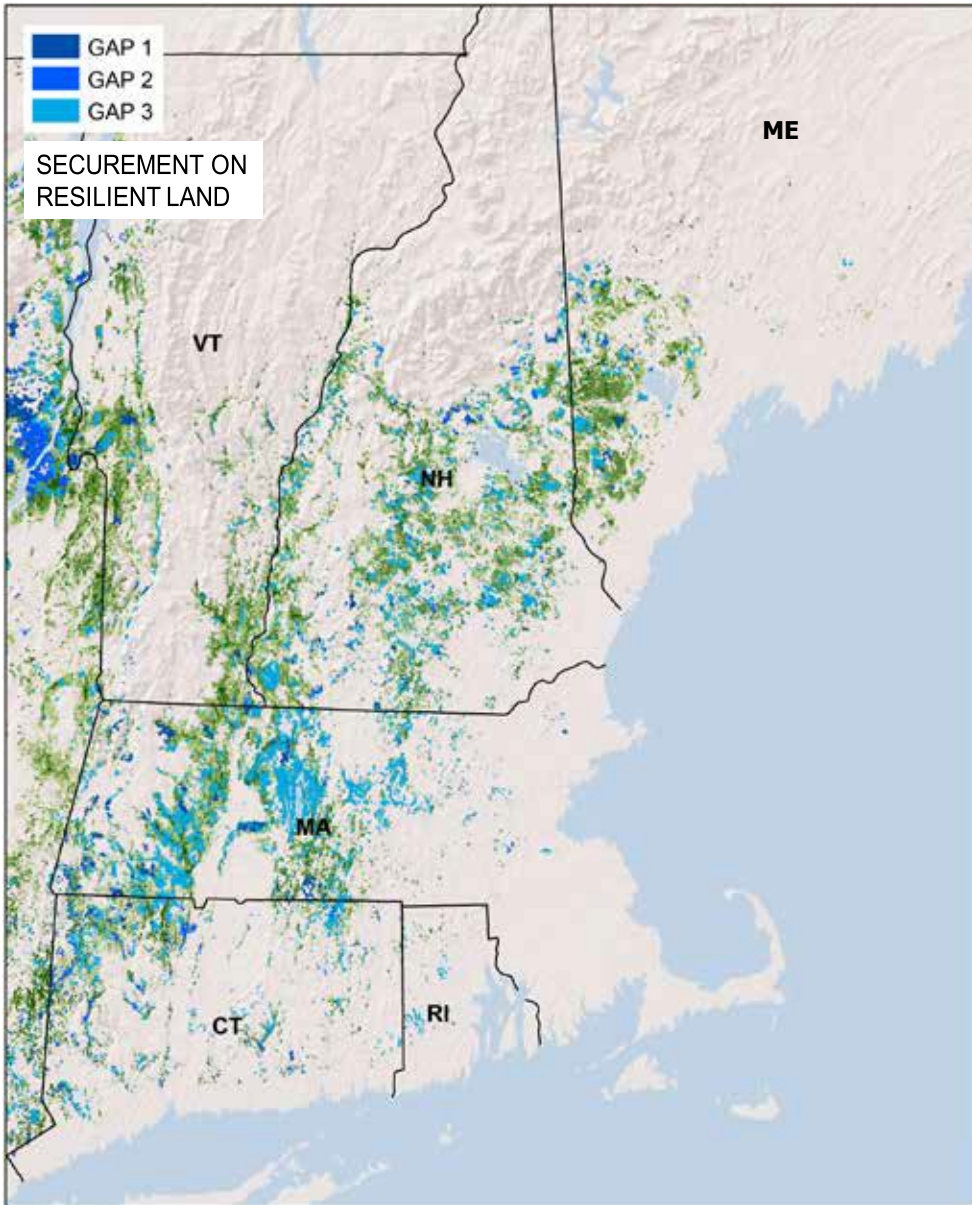 GAP 1
GAP 2
GAP 3
SECUREMENT ON
RESILIENT LAND
ME
VT
NH
MA
CT
RI